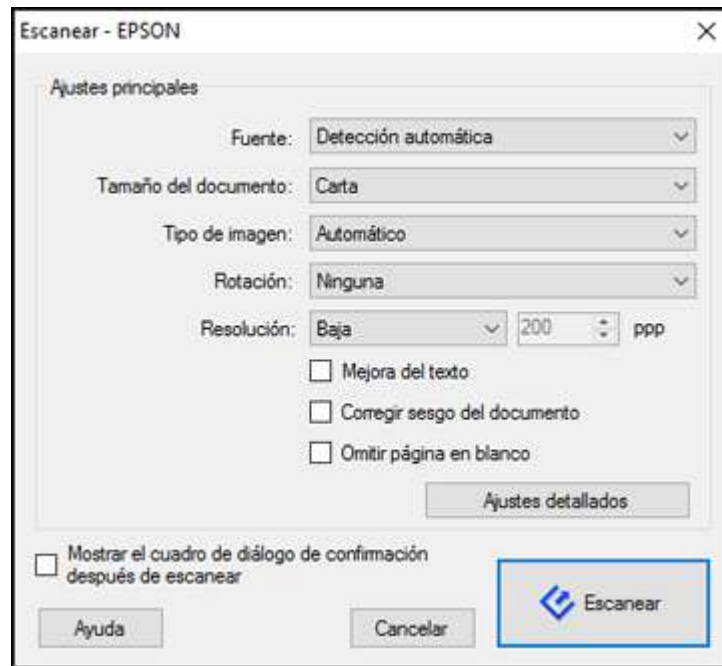 Escanear - EPSON
Ajustes principales
Fuente: Detección automática
Tamaño del documento: Carta
Tipo de imagen: Automático
Rotación: Ninguna
Resolución: Baja 200 ppp
Mejora del texto
Corregir sesgo del documento
Omitir página en blanco
Ajustes detallados
Mostrar el cuadro de diálogo de confirmación
después de escanear
Escanear
Ayuda
Cancelar